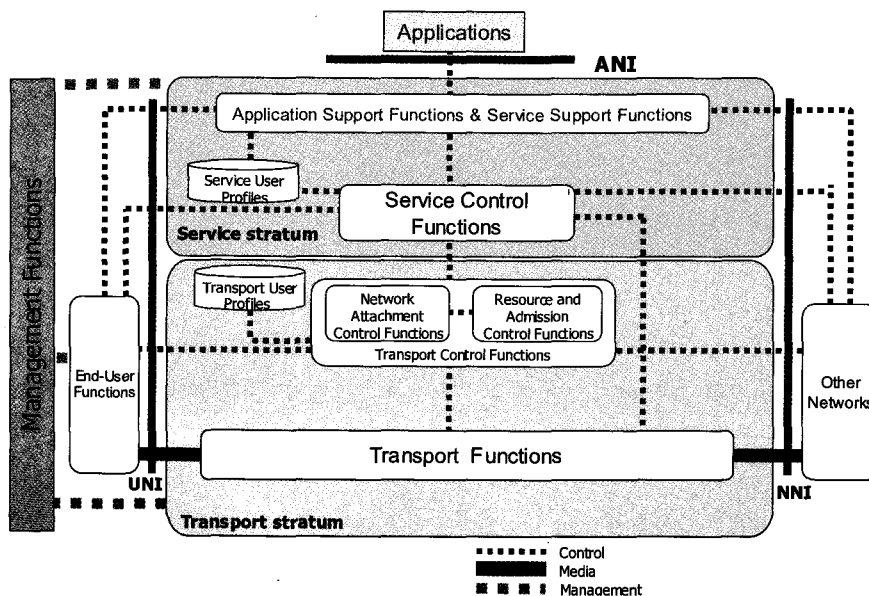 Applications
ANI
Application Support Functions & Service Support Functions
Service User
Profiles
Service Control
Functions
Service stratum
Transport User
Profiles
Network
Attachment
Control Functions
Resource and
Admission
Control Functions
Transport Control Functions
Management Functions
End-User
Functions
Other
Networks
Transport Functions
UNI
NNI
Transport stratum
Control
Media
Management